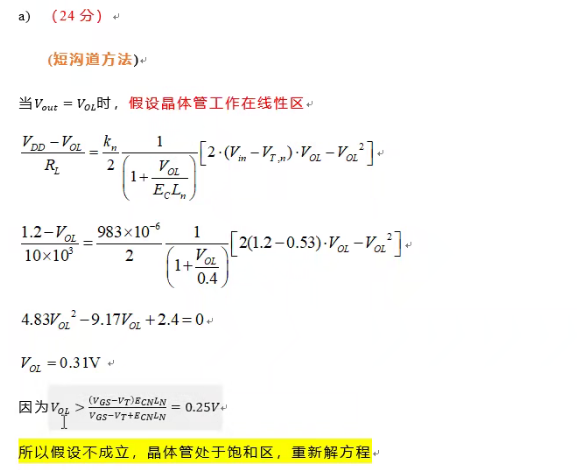 a) （24 分）
(短沟道方法)
当V_{out} = V_{OL}时，假设晶体管工作在线性区
\frac{V_{DD} - V_{OL}}{R_L} = \frac{k_n}{2} \frac{1}{\left(1 + \frac{V_{OL}}{E_C L_n}\right)} \left[2 \cdot (V_{in} - V_{T,n}) \cdot V_{OL} - V_{OL}^2\right]
\frac{1.2 - V_{OL}}{10 \times 10^3} = \frac{983 \times 10^{-6}}{2} \frac{1}{\left(1 + \frac{V_{OL}}{0.4}\right)} \left[2(1.2 - 0.53) \cdot V_{OL} - V_{OL}^2\right]
4.83V_{OL}^2 - 9.17V_{OL} + 2.4 = 0
V_{OL} = 0.31V
因为V_{OL} > \frac{(V_{GS} - V_T)E_{CN}L_N}{V_{GS} - V_T + E_{CN}L_N} = 0.25V
所以假设不成立，晶体管处于饱和区，重新解方程